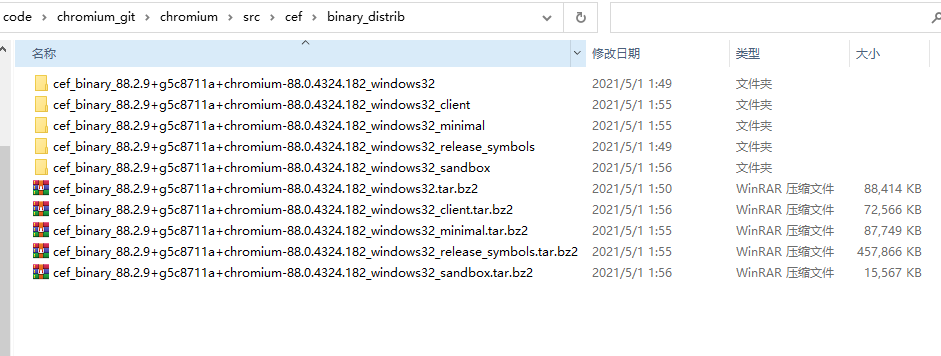 code › chromium_git › chromium › src › cef › binary_distrib
名称 修改日期 类型 大小
cef_binary_88.2.9+g5c8711a+chromium-88.0.4324.182_windows32 2021/5/1 1:49 文件夹
cef_binary_88.2.9+g5c8711a+chromium-88.0.4324.182_windows32_client 2021/5/1 1:55 文件夹
cef_binary_88.2.9+g5c8711a+chromium-88.0.4324.182_windows32_minimal 2021/5/1 1:55 文件夹
cef_binary_88.2.9+g5c8711a+chromium-88.0.4324.182_windows32_release_symbols 2021/5/1 1:49 文件夹
cef_binary_88.2.9+g5c8711a+chromium-88.0.4324.182_windows32_sandbox 2021/5/1 1:56 文件夹
cef_binary_88.2.9+g5c8711a+chromium-88.0.4324.182_windows32.tar.bz2 2021/5/1 1:50 WinRAR 压缩文件 88,414 KB
cef_binary_88.2.9+g5c8711a+chromium-88.0.4324.182_windows32_client.tar.bz2 2021/5/1 1:56 WinRAR 压缩文件 72,566 KB
cef_binary_88.2.9+g5c8711a+chromium-88.0.4324.182_windows32_minimal.tar.bz2 2021/5/1 1:55 WinRAR 压缩文件 87,749 KB
cef_binary_88.2.9+g5c8711a+chromium-88.0.4324.182_windows32_release_symbols.tar.bz2 2021/5/1 1:55 WinRAR 压缩文件 457,866 KB
cef_binary_88.2.9+g5c8711a+chromium-88.0.4324.182_windows32_sandbox.tar.bz2 2021/5/1 1:56 WinRAR 压缩文件 15,567 KB